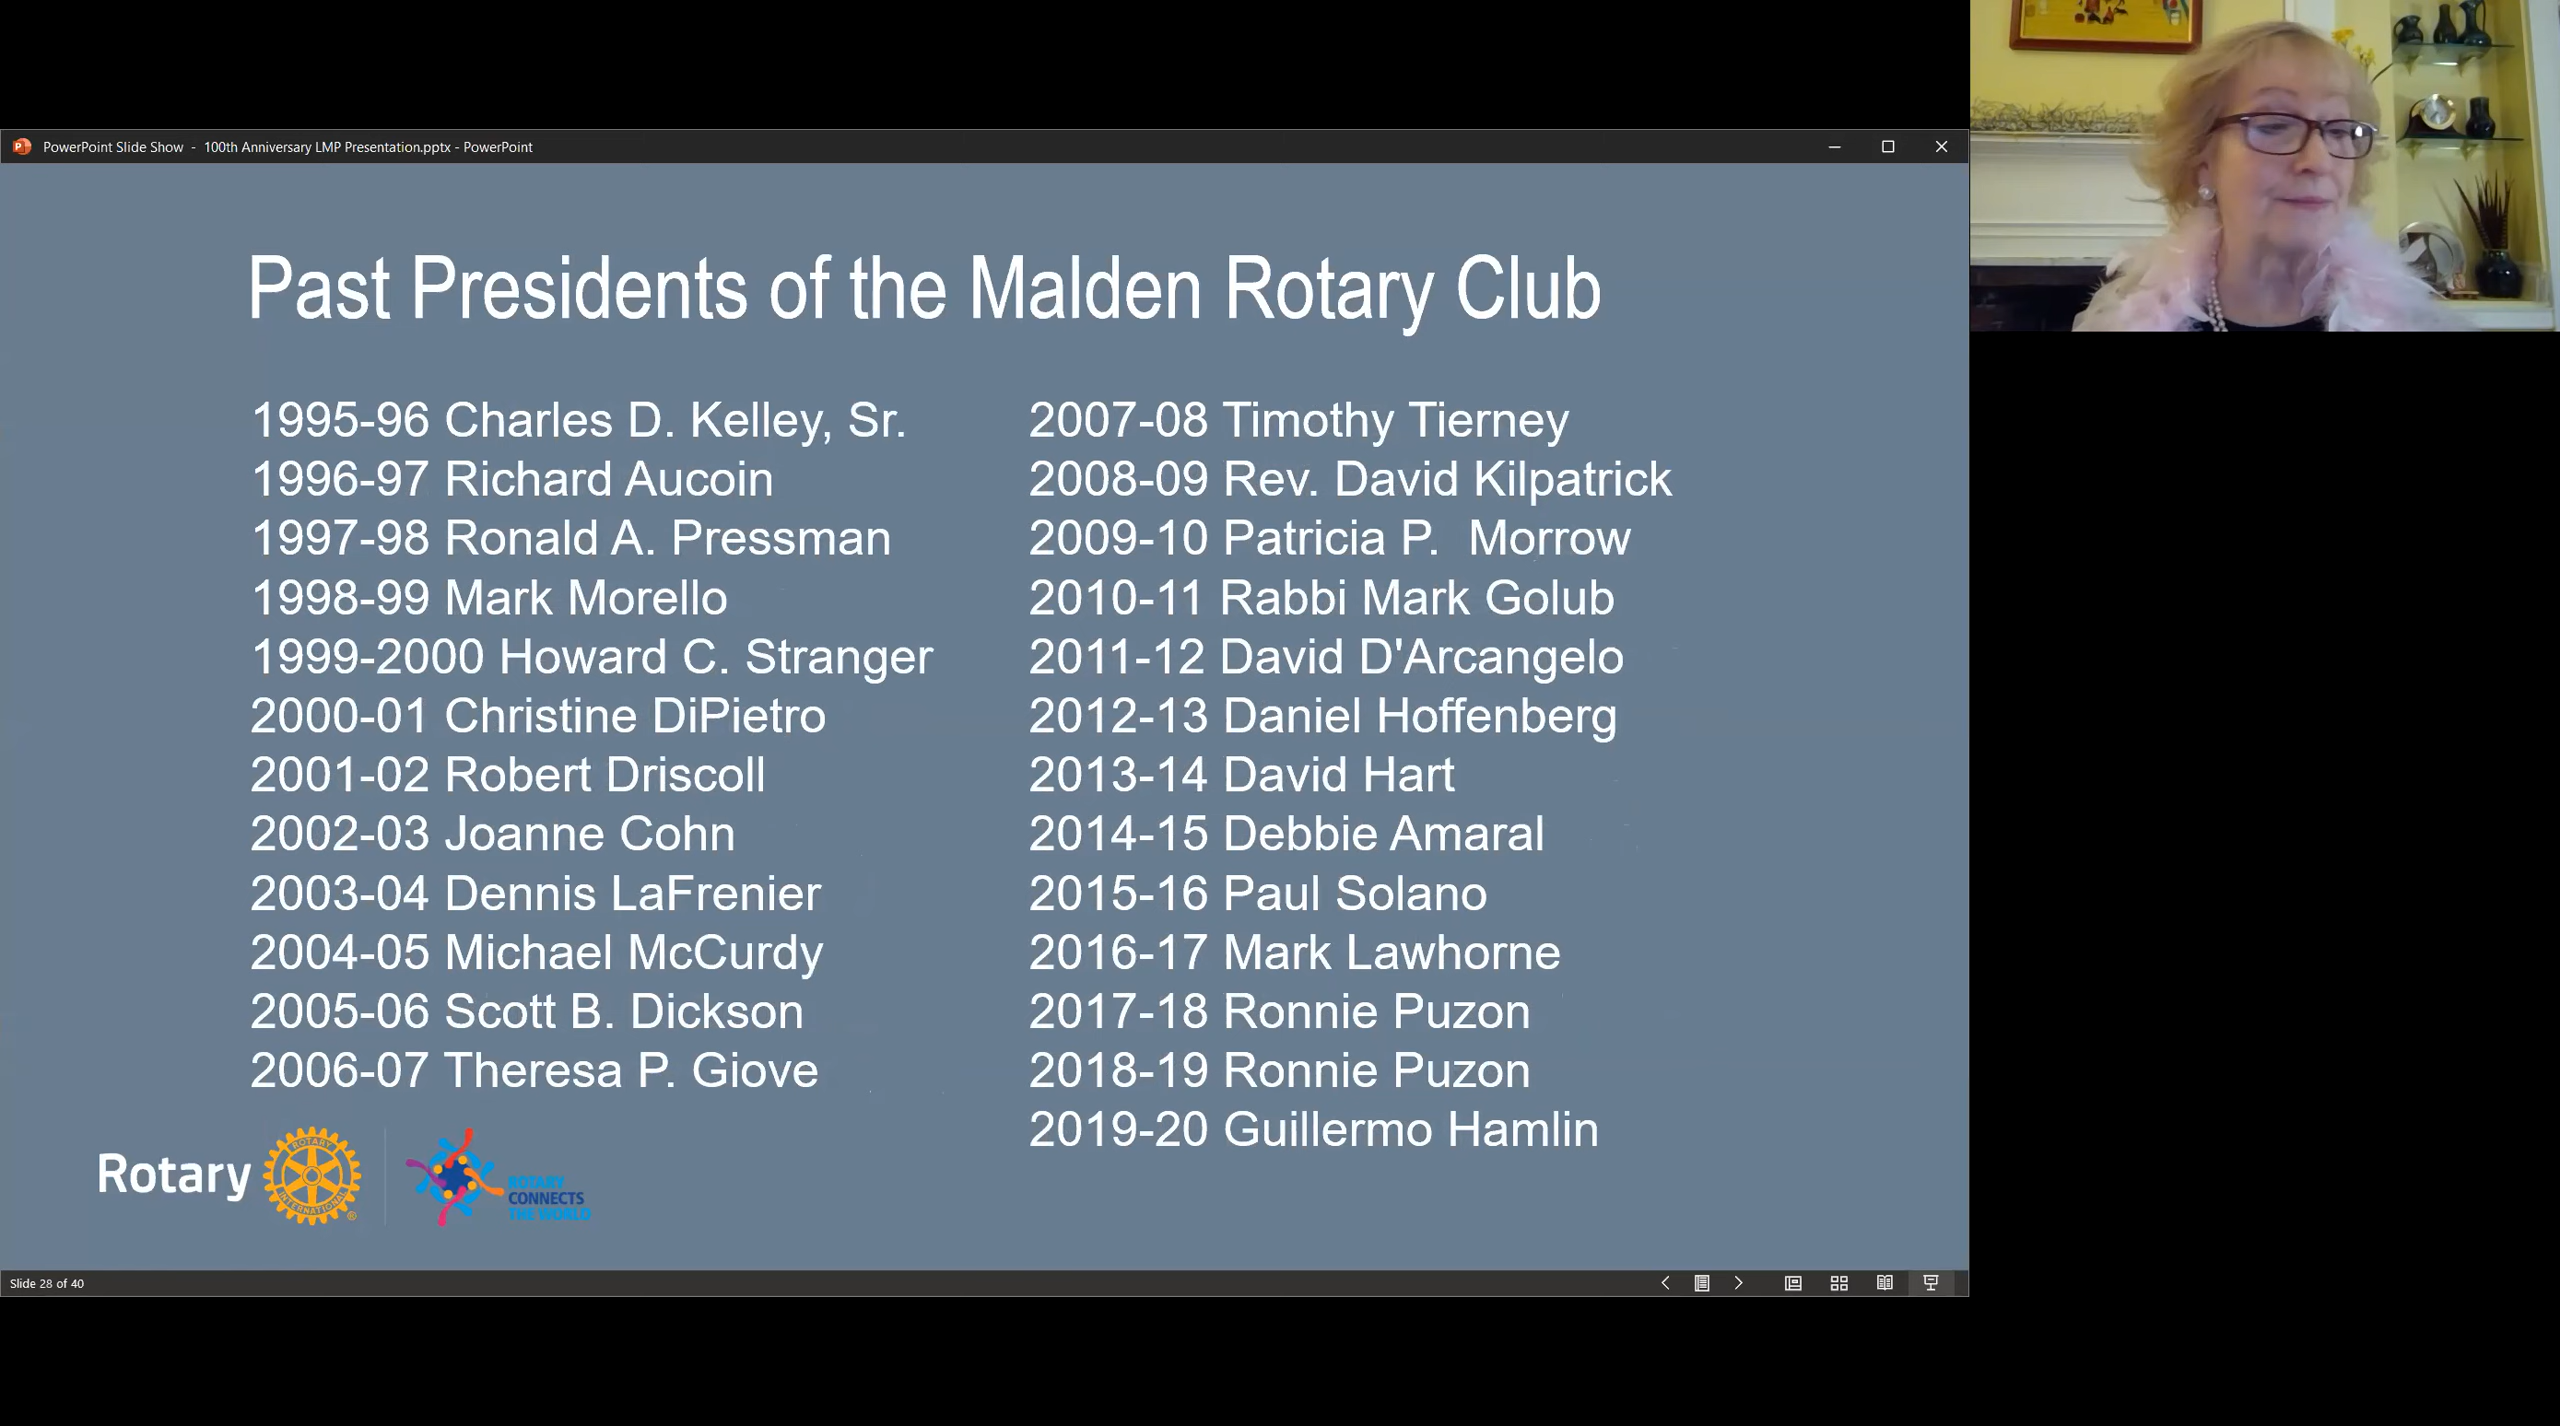 PowerPoint Slide Show - 100th Anniversary LMP Presentation.pptx - PowerPoint
Past Presidents of the Malden Rotary Club
1995-96 Charles D. Kelley, Sr.
1996-97 Richard Aucoin
1997-98 Ronald A. Pressman
1998-99 Mark Morello
1999-2000 Howard C. Stranger
2000-01 Christine DiPietro
2001-02 Robert Driscoll
2002-03 Joanne Cohn
2003-04 Dennis LaFrenier
2004-05 Michael McCurdy
2005-06 Scott B. Dickson
2006-07 Theresa P. Giove
2007-08 Timothy Tierney
2008-09 Rev. David Kilpatrick
2009-10 Patricia P.  Morrow
2010-11 Rabbi Mark Golub
2011-12 David D'Arcangelo
2012-13 Daniel Hoffenberg
2013-14 David Hart
2014-15 Debbie Amaral
2015-16 Paul Solano
2016-17 Mark Lawhorne
2017-18 Ronnie Puzon
2018-19 Ronnie Puzon
2019-20 Guillermo Hamlin
Rotary
ROTARY
INTERNATIONAL
®
ROTARY
CONNECTS
THE WORLD
Slide 28 of 40